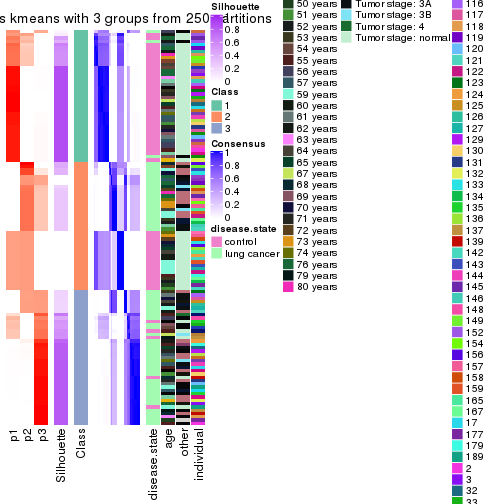 s kmeans with 3 groups from 250 artitions
Silhouette
1
0.8
0.6
0.4
0.2
0
Class
1
2
3
Consensus
1
0.8
0.6
0.4
0.2
0
disease.state
control
lung cancer
50 years
51 years
52 years
53 years
54 years
55 years
56 years
57 years
59 years
60 years
61 years
62 years
63 years
64 years
65 years
67 years
68 years
69 years
70 years
71 years
72 years
73 years
74 years
76 years
79 years
80 years
Tumor stage: 3A
Tumor stage: 3B
Tumor stage: 4
Tumor stage: normal
116
117
118
119
120
121
122
123
124
125
126
127
129
130
131
132
133
134
135
136
137
139
142
143
144
145
146
148
149
152
154
156
157
158
159
165
167
17
177
179
189
2
3
32
33
p1
p2
p3
Silhouette
Class
disease.state
age
other
individual